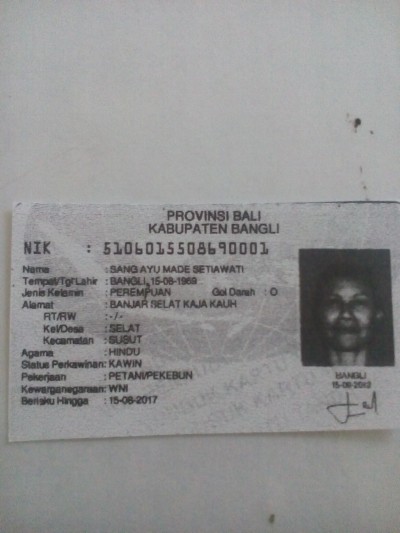 PROVINSI BALI
KABUPATEN BANGLI
NIK : 5106015508690001
Nama : SANG AYU MADE SETIAWATI
Tempat/Tgl Lahir : BANGLI, 15-08-1969
Jenis Kelamin : PEREMPUAN Gol Darah : O
Alamat : BANJAR SELAT KAJA KAUH
RT/RW : -/-
Kel/Desa : SELAT
Kecamatan : SUSUT
Agama : HINDU
Status Perkawinan: KAWIN
Pekerjaan : PETANI/PEKEBUN
Kewarganegaraan: WNI
Berlaku Hingga : 15-08-2017
BANGLI
15-08-2012